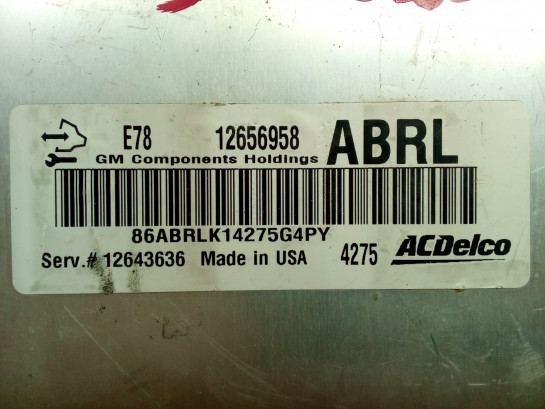 E78 12656958 ABRL
GM Components Holdings
86ABRLK14275G4PY
Serv.# 12643636 Made in USA 4275 ACDelco